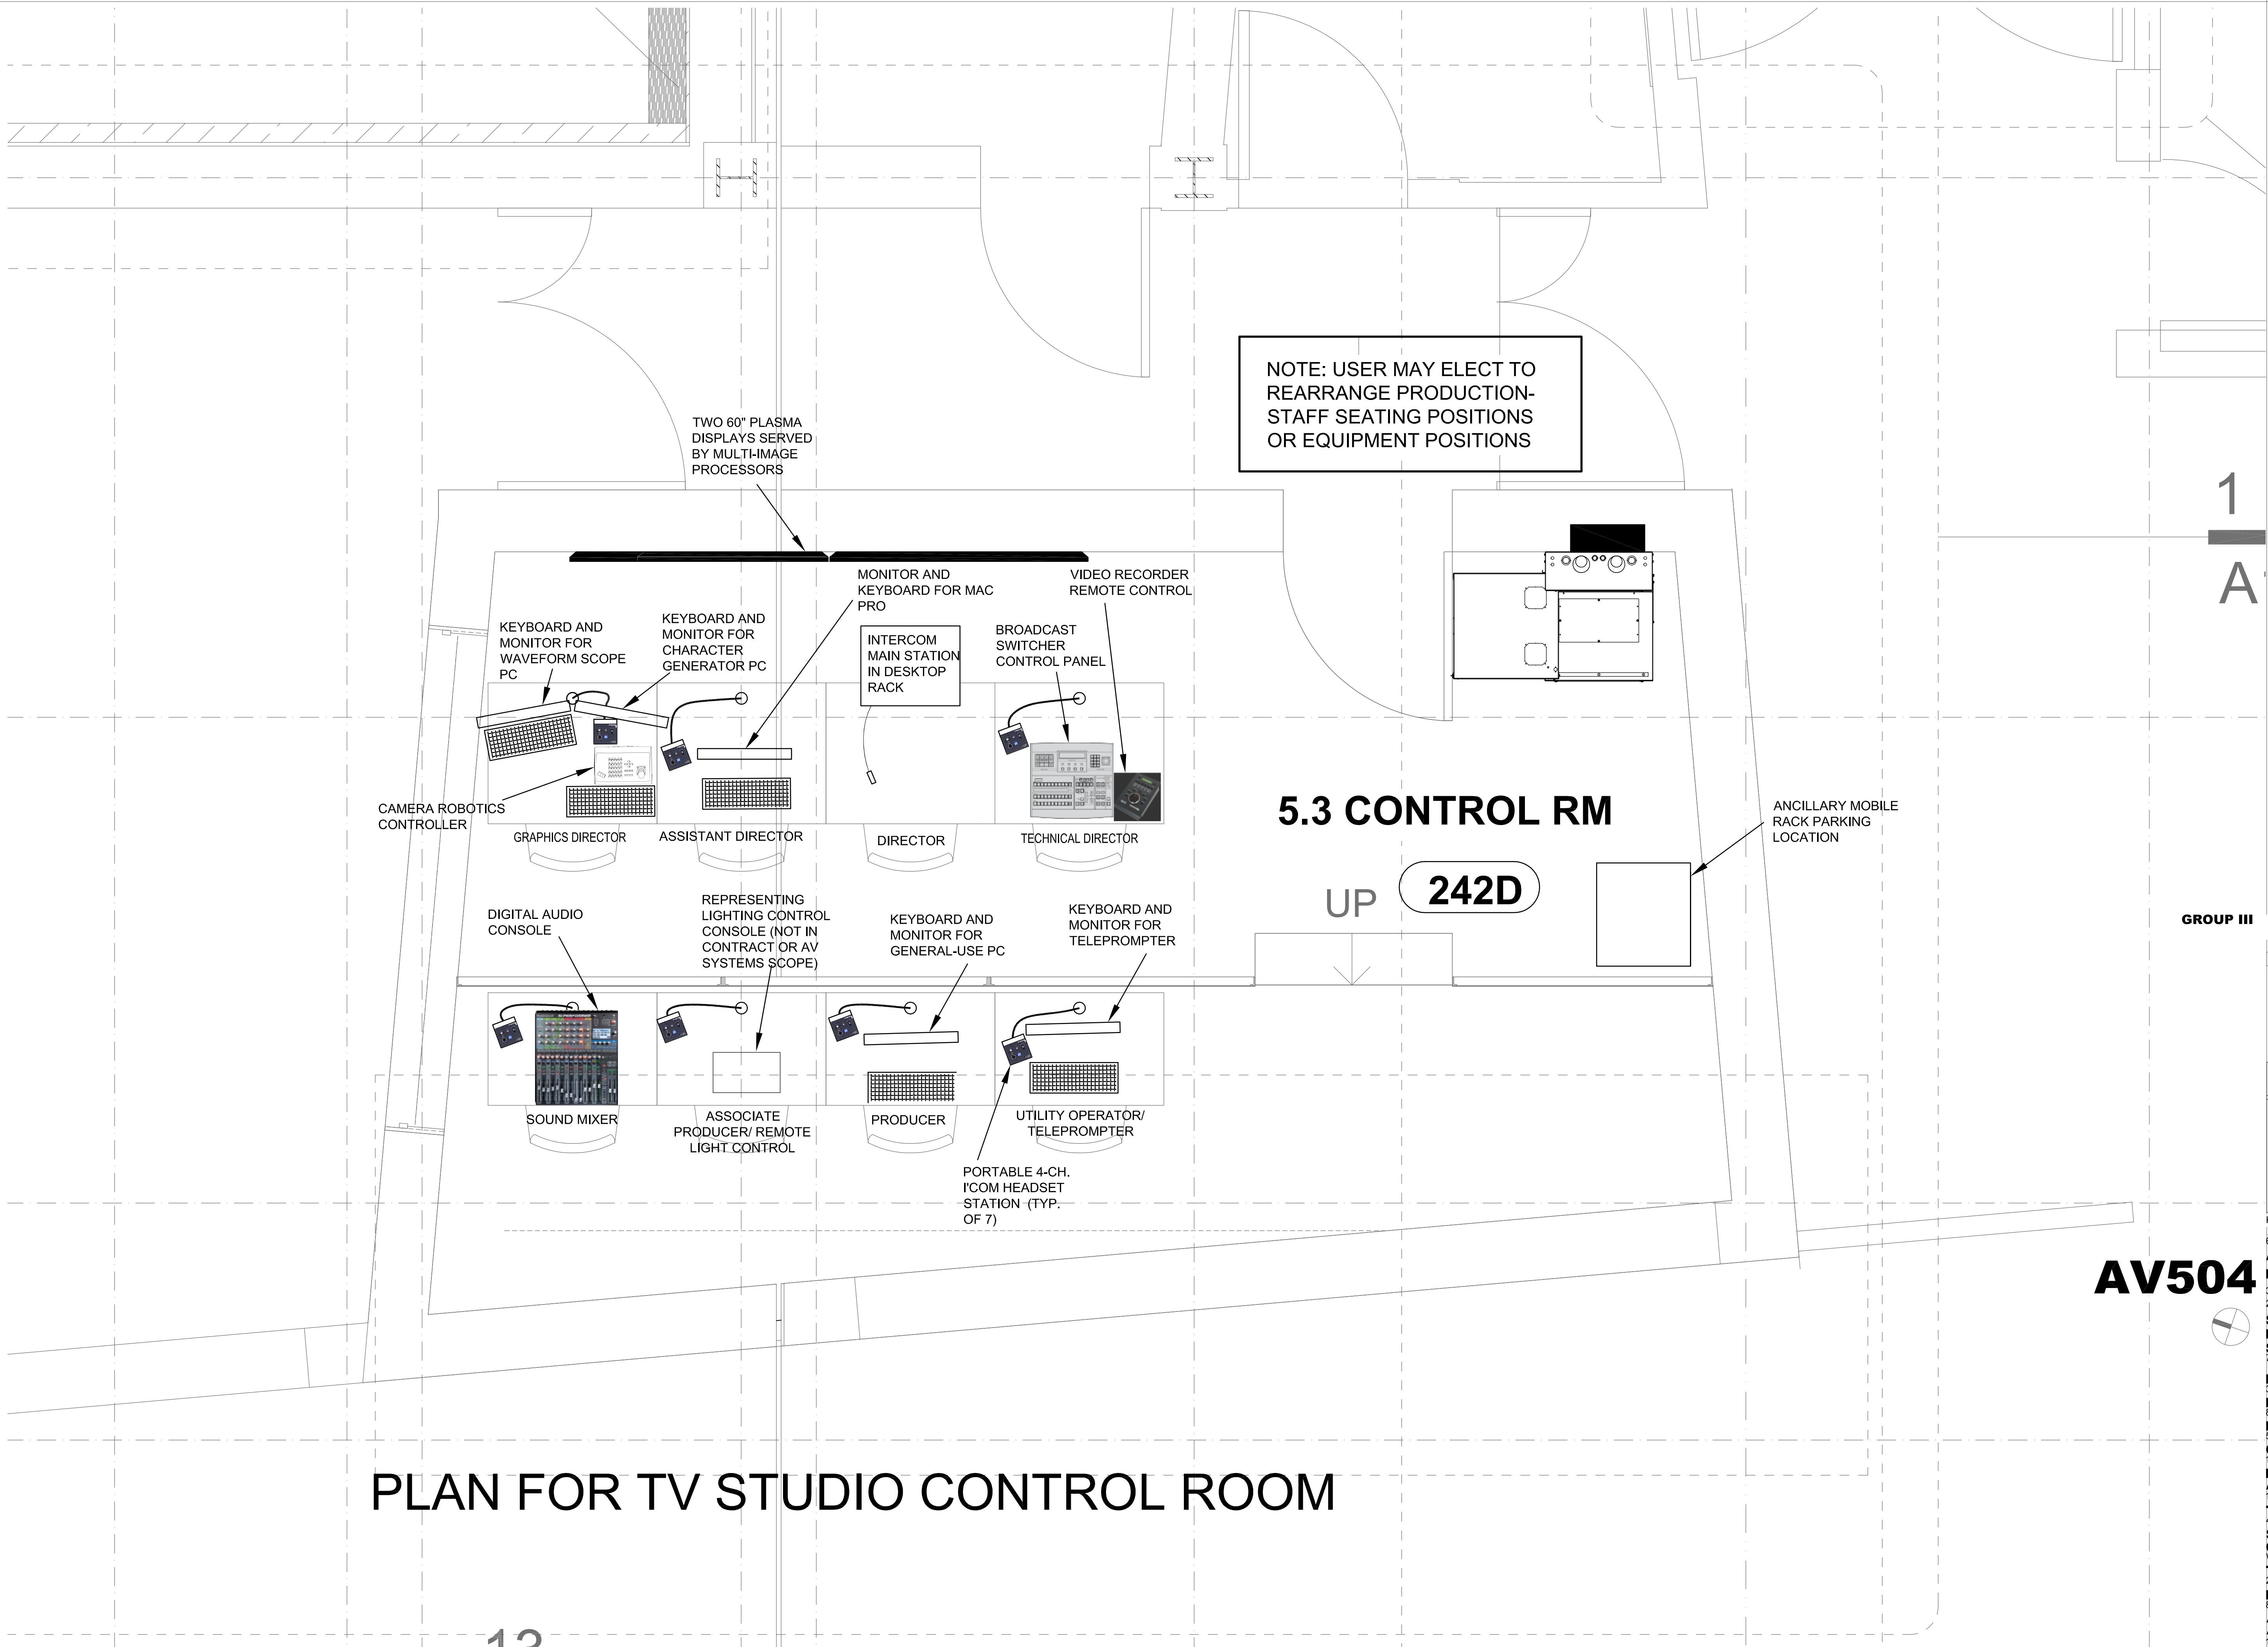 NOTE: USER MAY ELECT TO
REARRANGE PRODUCTION-
STAFF SEATING POSITIONS
OR EQUIPMENT POSITIONS
TWO 60" PLASMA
DISPLAYS SERVED
BY MULTI-IMAGE
PROCESSORS
1
A
MONITOR AND
KEYBOARD FOR MAC
PRO
VIDEO RECORDER
REMOTE CONTROL
KEYBOARD AND
MONITOR FOR
WAVEFORM SCOPE
PC
KEYBOARD AND
MONITOR FOR
CHARACTER
GENERATOR PC
INTERCOM
MAIN STATION
IN DESKTOP
RACK
BROADCAST
SWITCHER
CONTROL PANEL
CAMERA ROBOTICS
CONTROLLER
GRAPHICS DIRECTOR
ASSISTANT DIRECTOR
DIRECTOR
TECHNICAL DIRECTOR
5.3 CONTROL RM
242D
UP
ANCILLARY MOBILE
RACK PARKING
LOCATION
GROUP III
DIGITAL AUDIO
CONSOLE
REPRESENTING
LIGHTING CONTROL
CONSOLE (NOT IN
CONTRACT OR AV
SYSTEMS SCOPE)
KEYBOARD AND
MONITOR FOR
GENERAL-USE PC
KEYBOARD AND
MONITOR FOR
TELEPROMPTER
SOUND MIXER
ASSOCIATE
PRODUCER/ REMOTE
LIGHT CONTROL
PRODUCER
UTILITY OPERATOR/
TELEPROMPTER
PORTABLE 4-CH.
I'COM HEADSET
STATION (TYP.
OF 7)
AV504
PLAN FOR TV STUDIO CONTROL ROOM